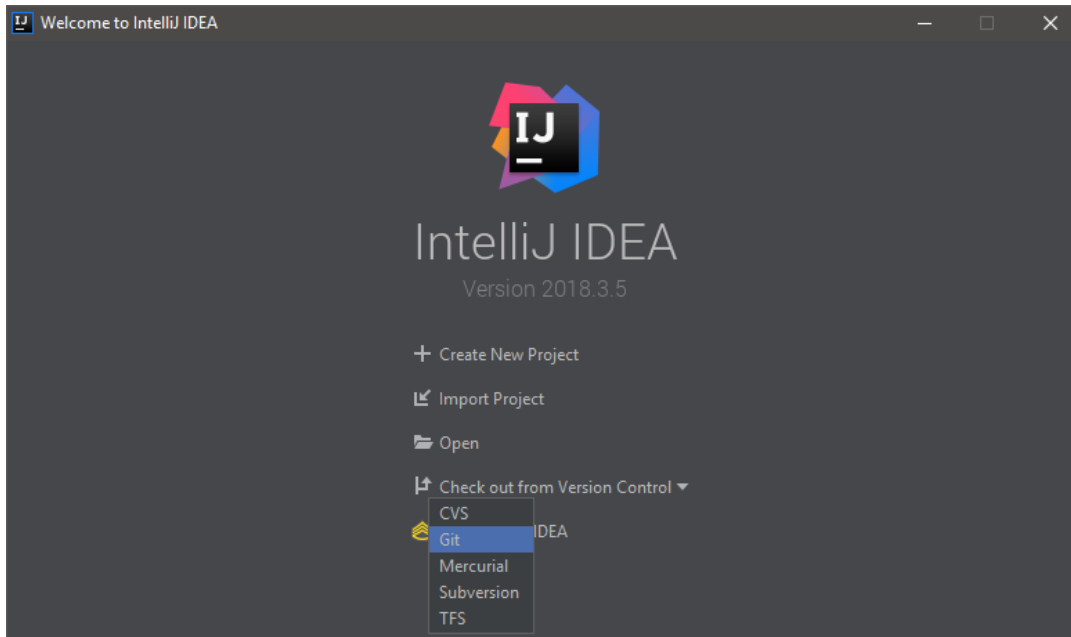 Welcome to IntelliJ IDEA
IJ
IntelliJ IDEA
Version 2018.3.5
Create New Project
Import Project
Open
Check out from Version Control
CVS
IDEA
Git
Mercurial
Subversion
TFS